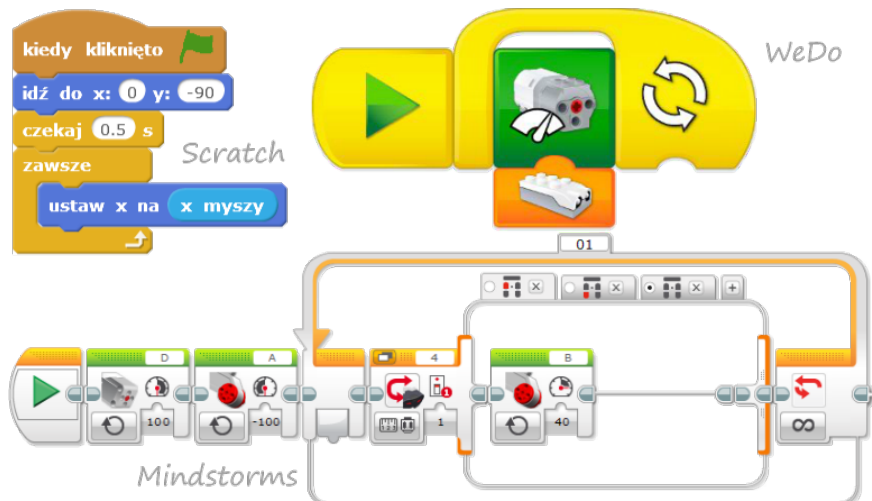 kiedy kliknięto
idź do x: 0 y: -90
czekaj 0.5 s
zawsze
ustaw x na x myszy
Scratch
WeDo
01
D
A
4
B
100
-100
1
40
∞
Mindstorms